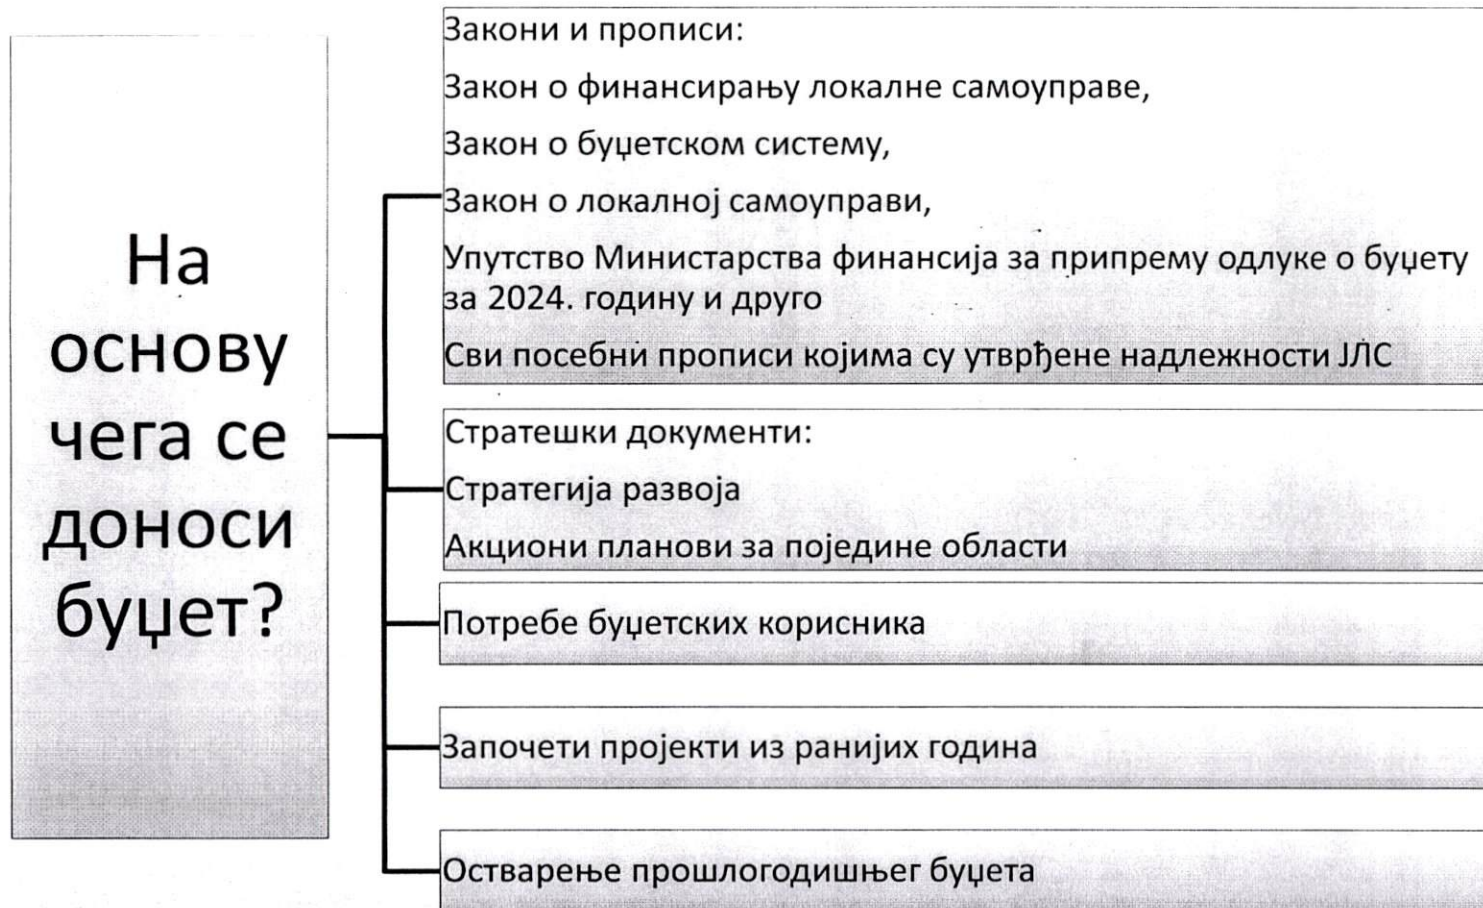 На
основу
чега се
доноси
буџет?
Закони и прописи:
Закон о финансирању локалне самоуправе,
Закон о буџетском систему,
Закон о локалној самоуправи,
Упутство Министарства финансија за припрему одлуке о буџету
за 2024. годину и друго
Сви посебни прописи којима су утврђене надлежности ЈЛС
Стратешки документи:
Стратегија развоја
Акциони планови за поједине области
Потребе буџетских корисника
Започети пројекти из ранијих година
Остварење прошлогодишњег буџета